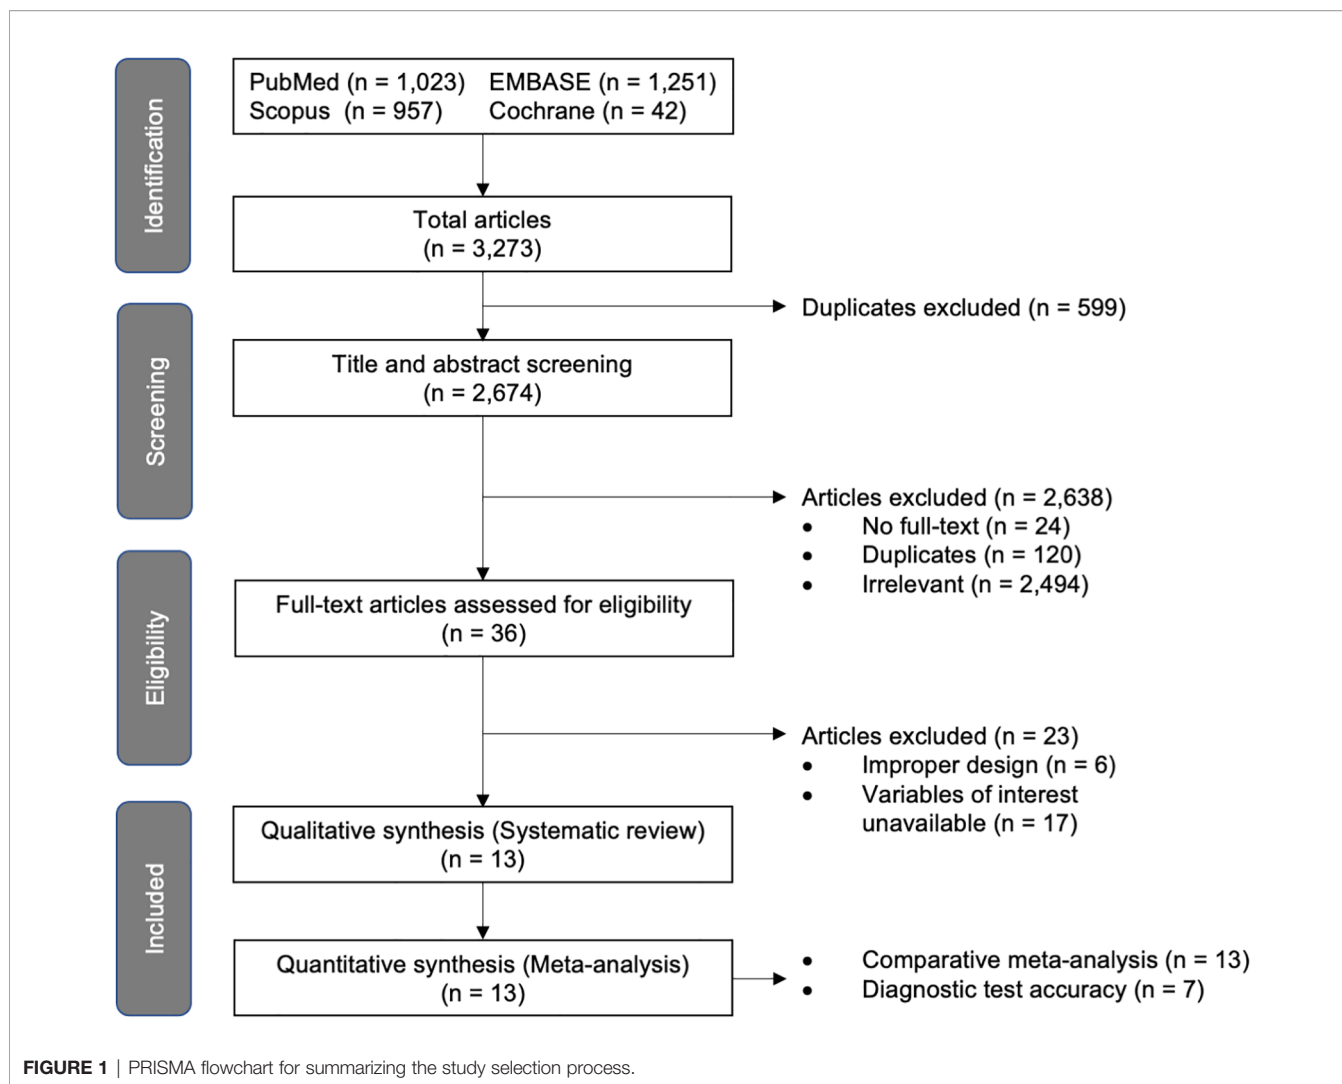 Identification
PubMed (n = 1,023) EMBASE (n = 1,251)
Scopus (n = 957) Cochrane (n = 42)
Total articles
(n = 3,273)
Duplicates excluded (n = 599)
Screening
Title and abstract screening
(n = 2,674)
Articles excluded (n = 2,638)
• No full-text (n = 24)
• Duplicates (n = 120)
• Irrelevant (n = 2,494)
Eligibility
Full-text articles assessed for eligibility
(n = 36)
Articles excluded (n = 23)
• Improper design (n = 6)
• Variables of interest
unavailable (n = 17)
Included
Qualitative synthesis (Systematic review)
(n = 13)
Quantitative synthesis (Meta-analysis)
(n = 13)
• Comparative meta-analysis (n = 13)
• Diagnostic test accuracy (n = 7)
FIGURE 1 | PRISMA flowchart for summarizing the study selection process.